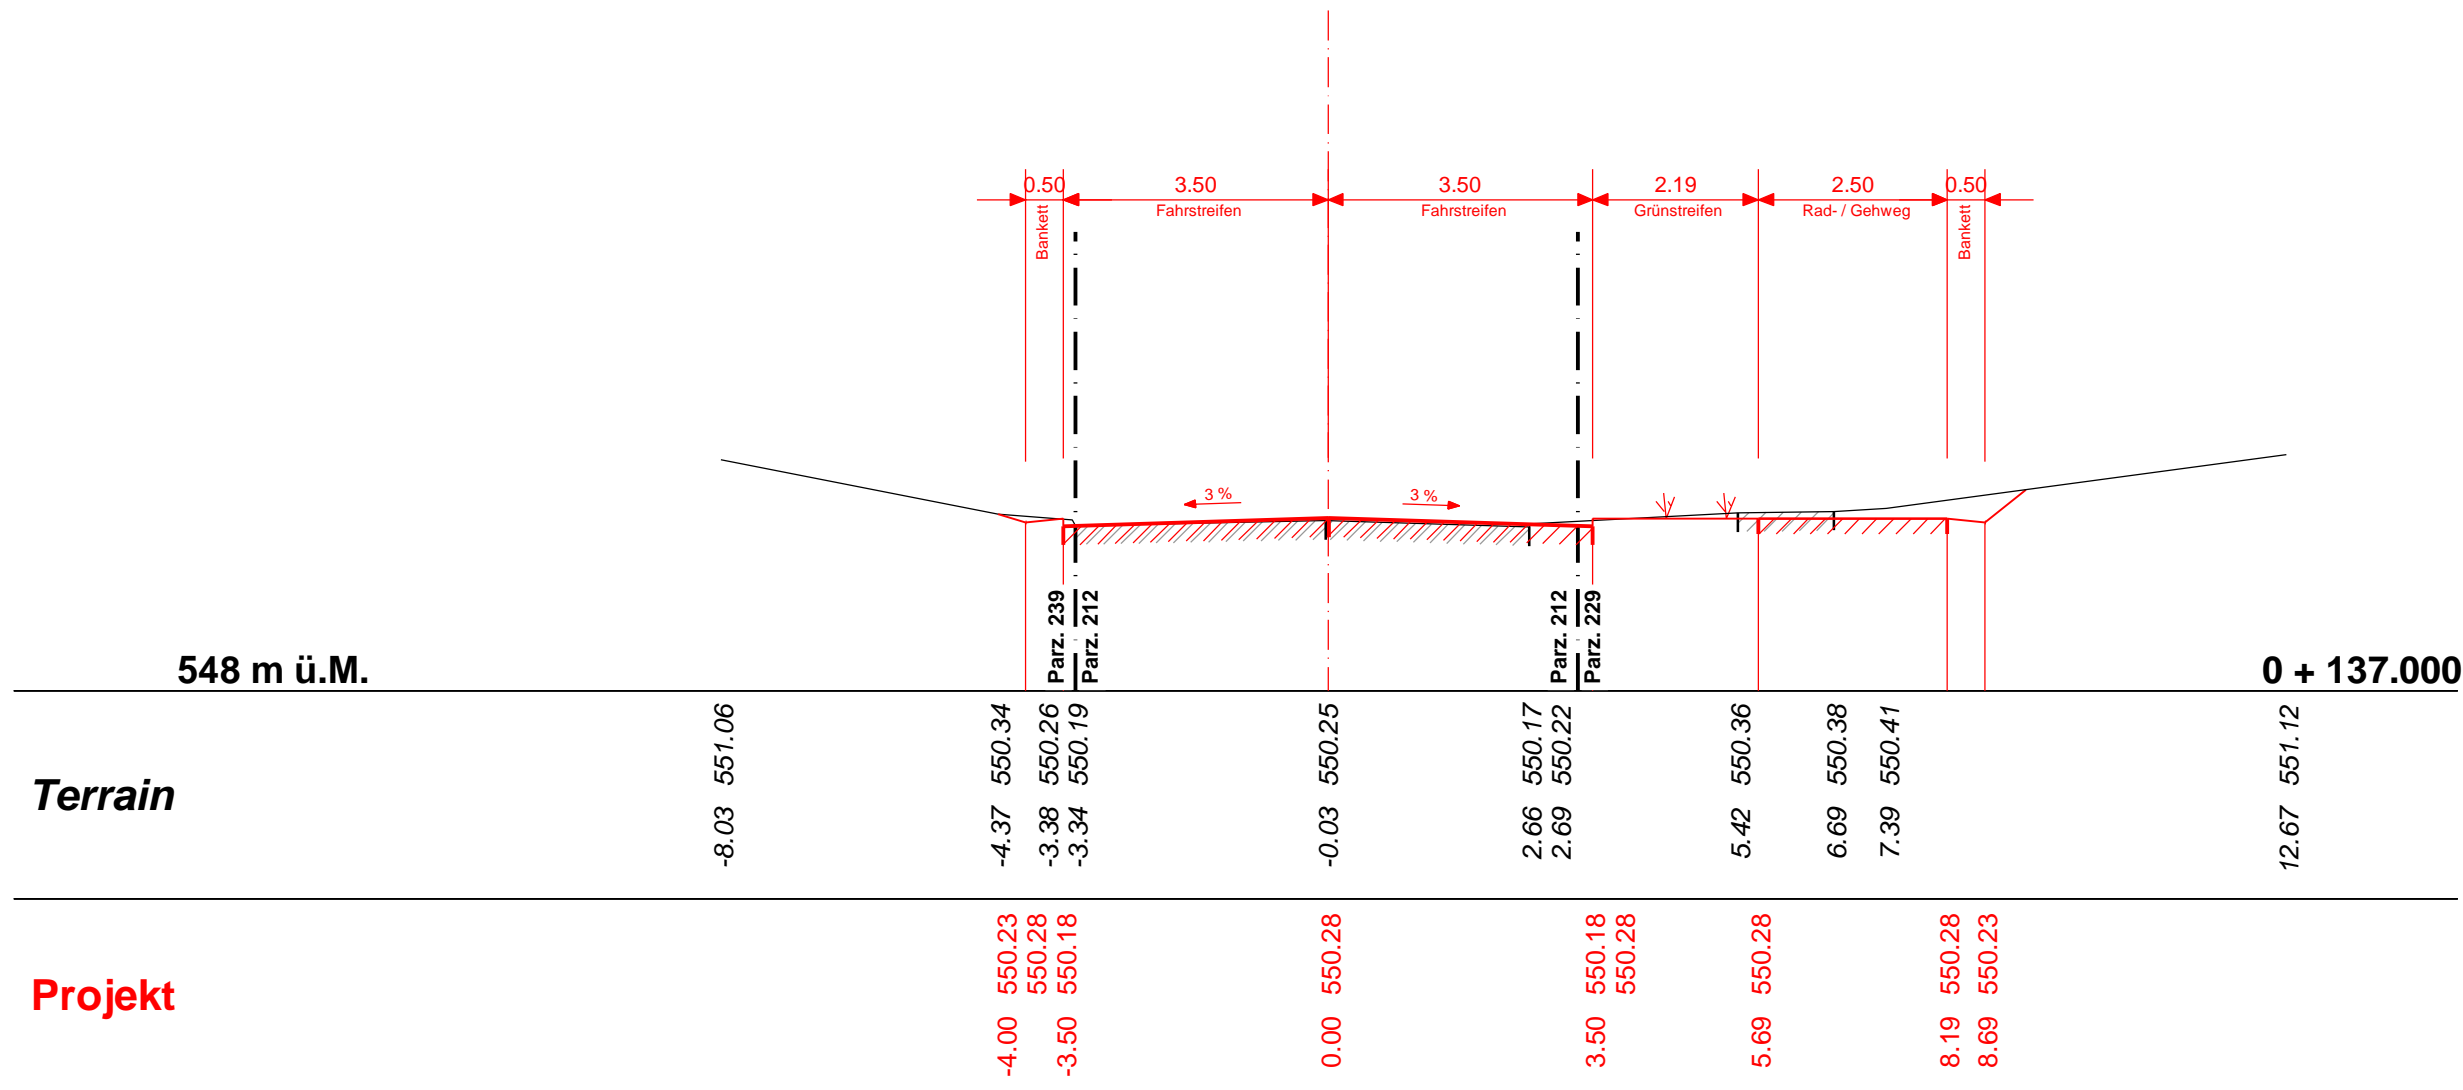 0.50
3.50
3.50
2.19
2.50
0.50
Bankett
Fahrstreifen
Fahrstreifen
Grünstreifen
Rad- / Gehweg
Bankett
3 %
3 %
Parz. 239
Parz. 212
Parz. 212
Parz. 229
548 m ü.M.
0 + 137.000
Terrain
-8.03 551.06
-4.37 550.34
-3.38 550.26
-3.34 550.19
-0.03 550.25
2.66 550.17
2.69 550.22
5.42 550.36
6.69 550.38
7.39 550.41
12.67 551.12
Projekt
-4.00 550.23
550.28
-3.50 550.18
0.00 550.28
3.50 550.18
550.28
5.69 550.28
8.19 550.28
8.69 550.23